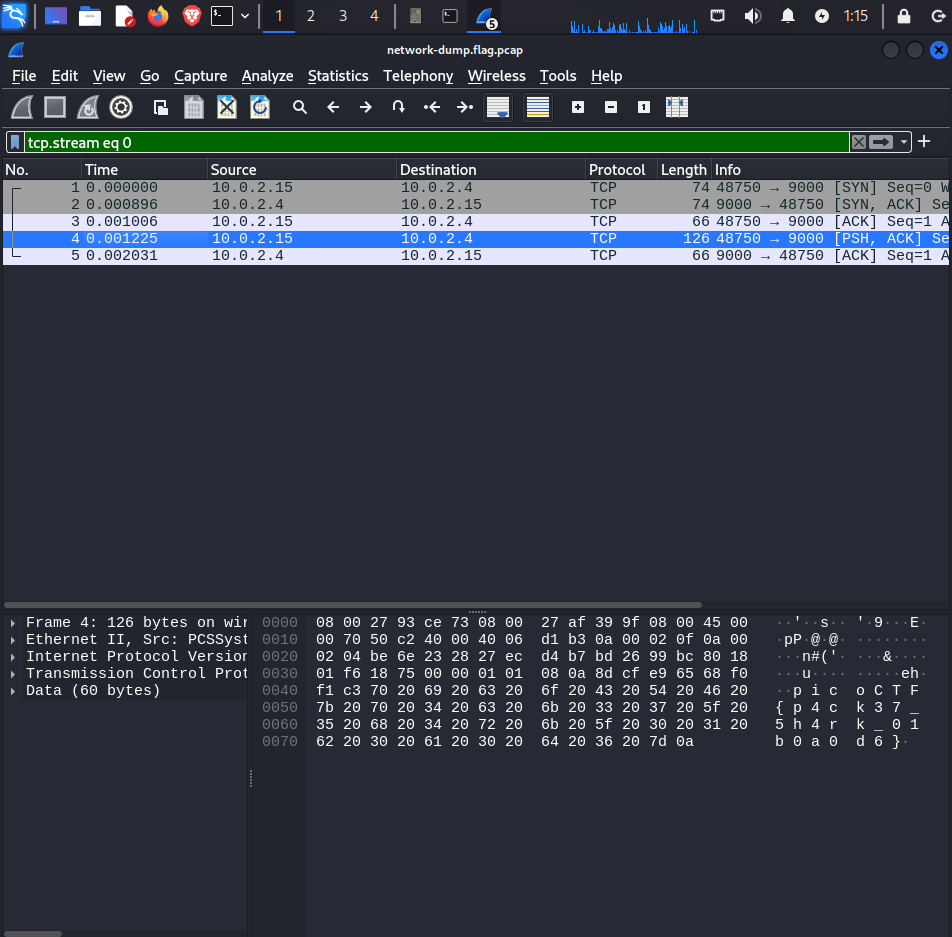 1 2 3 4 5 1:15
network-dump.flag.pcap
File Edit View Go Capture Analyze Statistics Telephony Wireless Tools Help
tcp.stream eq 0
No. Time Source Destination Protocol Length Info
1 0.000000 10.0.2.15 10.0.2.4 TCP 74 48750 → 9000 [SYN] Seq=0 W
2 0.000896 10.0.2.4 10.0.2.15 TCP 74 9000 → 48750 [SYN, ACK] Se
3 0.001006 10.0.2.15 10.0.2.4 TCP 66 48750 → 9000 [ACK] Seq=1 A
4 0.001225 10.0.2.15 10.0.2.4 TCP 126 48750 → 9000 [PSH, ACK] Se
5 0.002031 10.0.2.4 10.0.2.15 TCP 66 9000 → 48750 [ACK] Seq=1 A
Frame 4: 126 bytes on wir
Ethernet II, Src: PCSSyst
Internet Protocol Version
Transmission Control Prot
Data (60 bytes)
0000 08 00 27 93 ce 73 08 00 27 af 39 9f 08 00 45 00 ··'··s·· '·9···E·
0010 00 70 50 c2 40 00 40 06 d1 b3 0a 00 02 0f 0a 00 ·pP·@·@· ········
0020 02 04 be 6e 23 28 27 ec d4 b7 bd 26 99 bc 80 18 ···n#('· ···&····
0030 01 f6 18 75 00 00 01 01 08 0a 8d cf e9 65 68 f0 ···u···· ·····eh·
0040 f1 c3 70 20 69 20 63 20 6f 20 43 20 54 20 46 20 ··p i c o C T F
0050 7b 20 70 20 34 20 63 20 6b 20 33 20 37 20 5f 20 { p 4 c k 3 7 _
0060 35 20 68 20 34 20 72 20 6b 20 5f 20 30 20 31 20 5 h 4 r k _ 0 1
0070 62 20 30 20 61 20 30 20 64 20 36 20 7d 0a b 0 a 0 d 6 }·